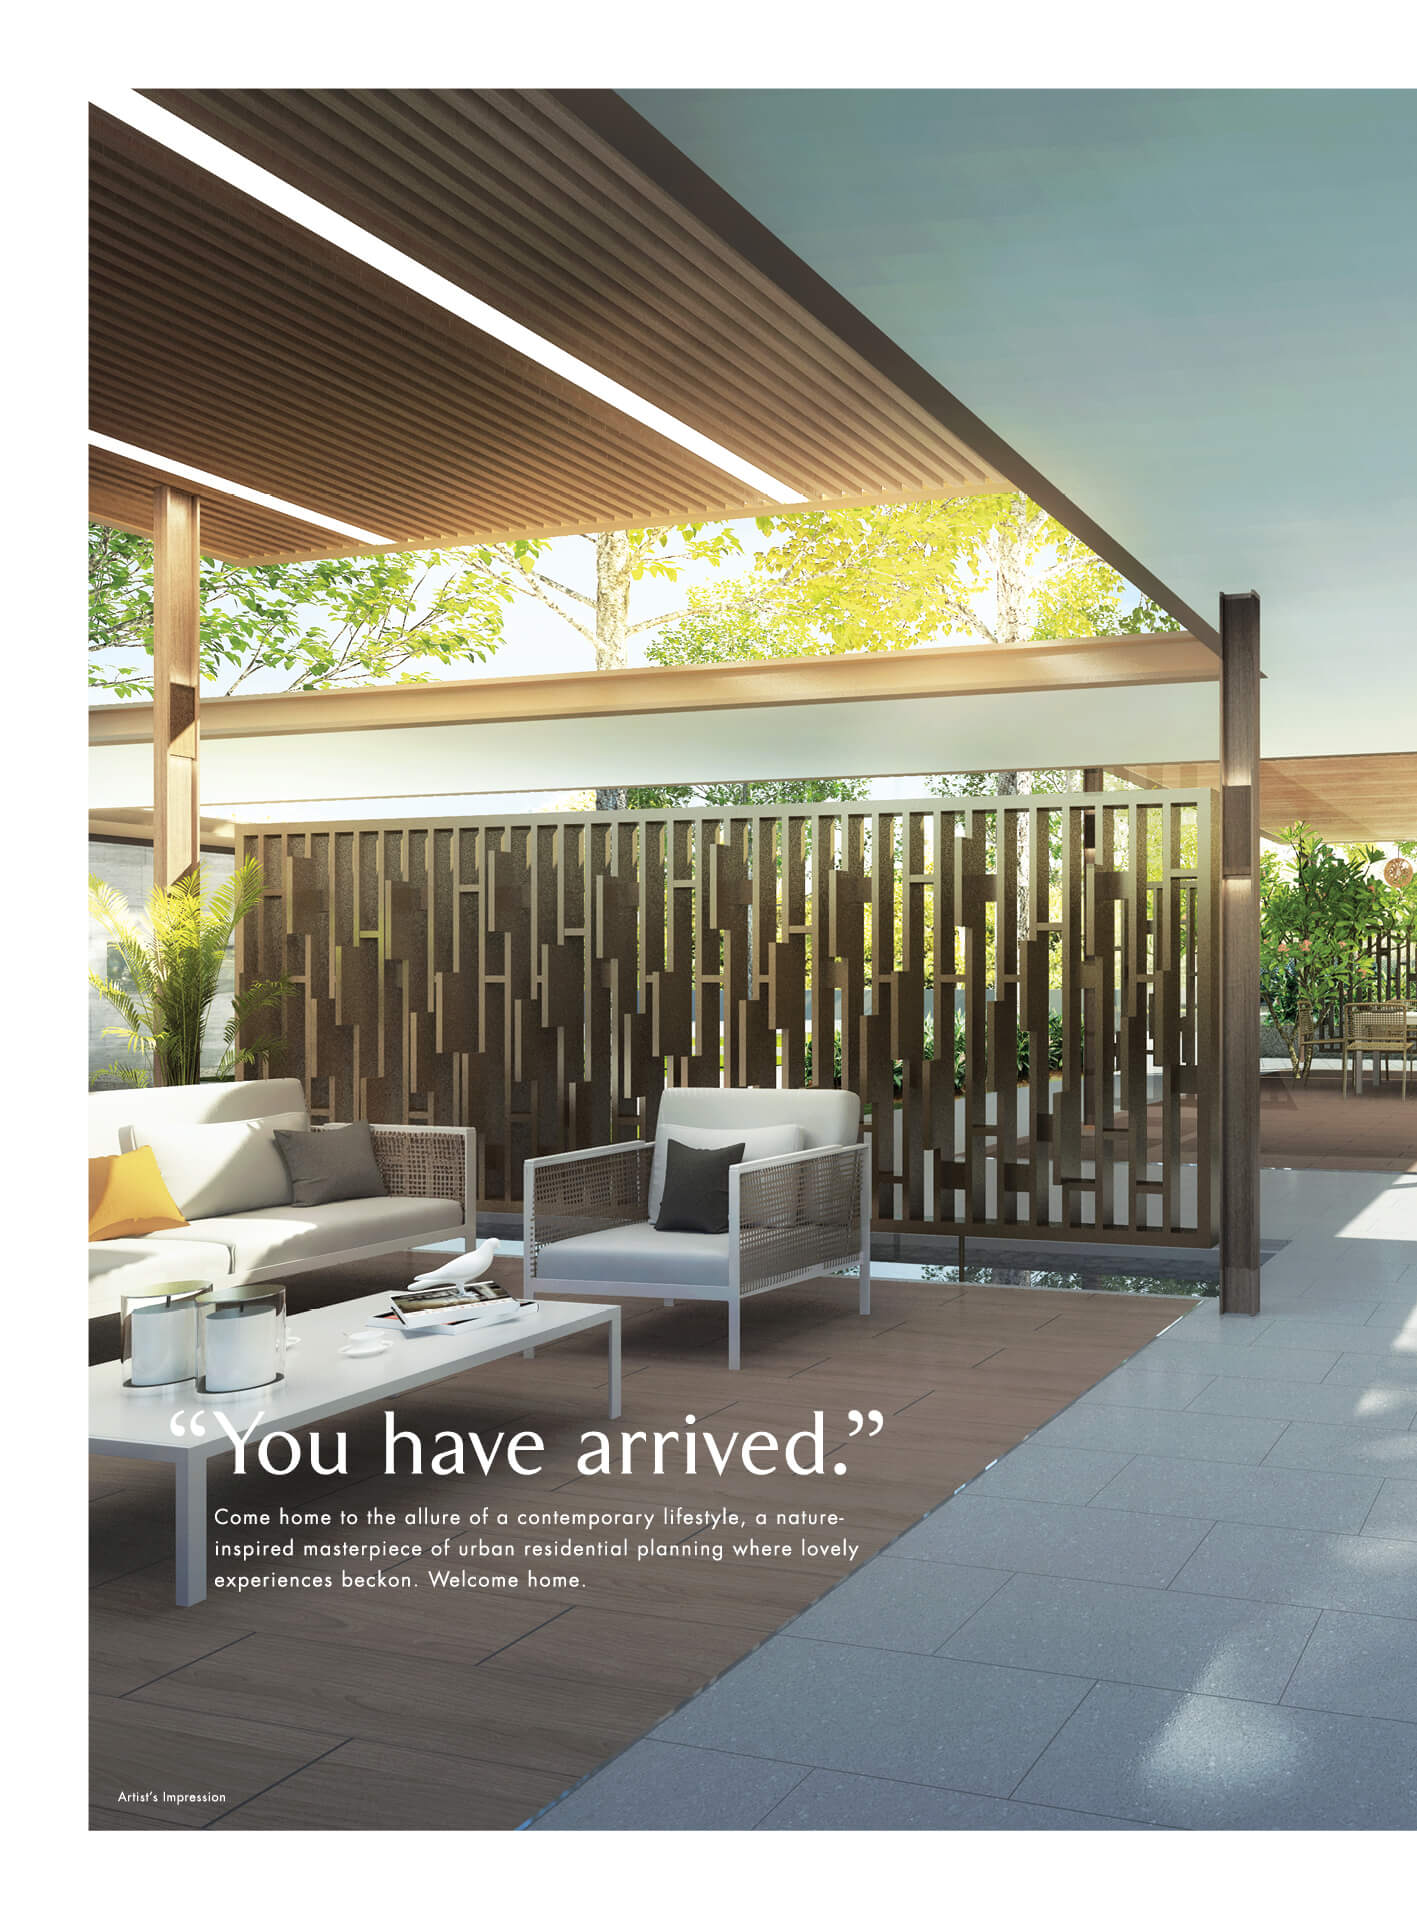 “You have arrived.”
Come home to the allure of a contemporary lifestyle, a nature-
inspired masterpiece of urban residential planning where lovely
experiences beckon. Welcome home.
Artist’s Impression